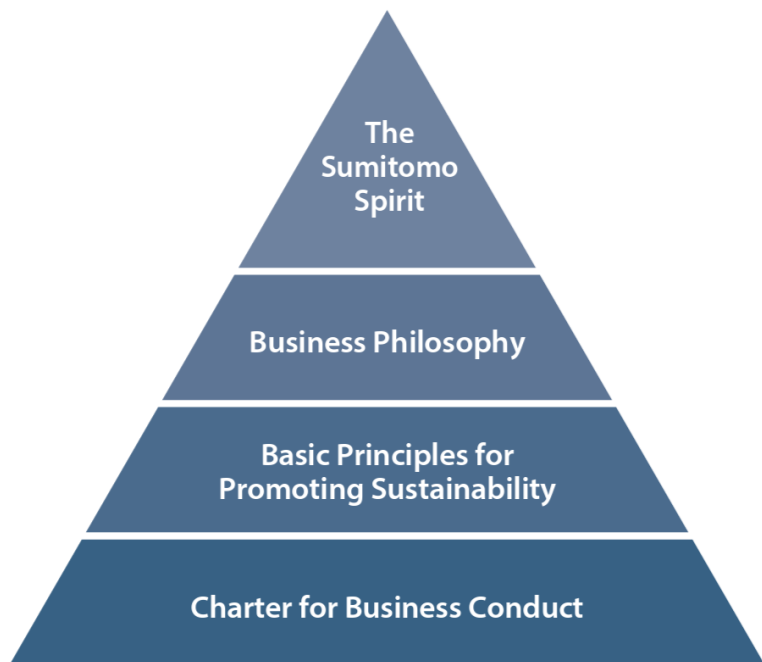 The
Sumitomo
Spirit
Business Philosophy
Basic Principles for
Promoting Sustainability
Charter for Business Conduct